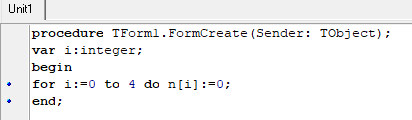 Unit1
procedure TForm1.FormCreate(Sender: TObject);
var i:integer;
begin
for i:=0 to 4 do n[i]:=0;
end;